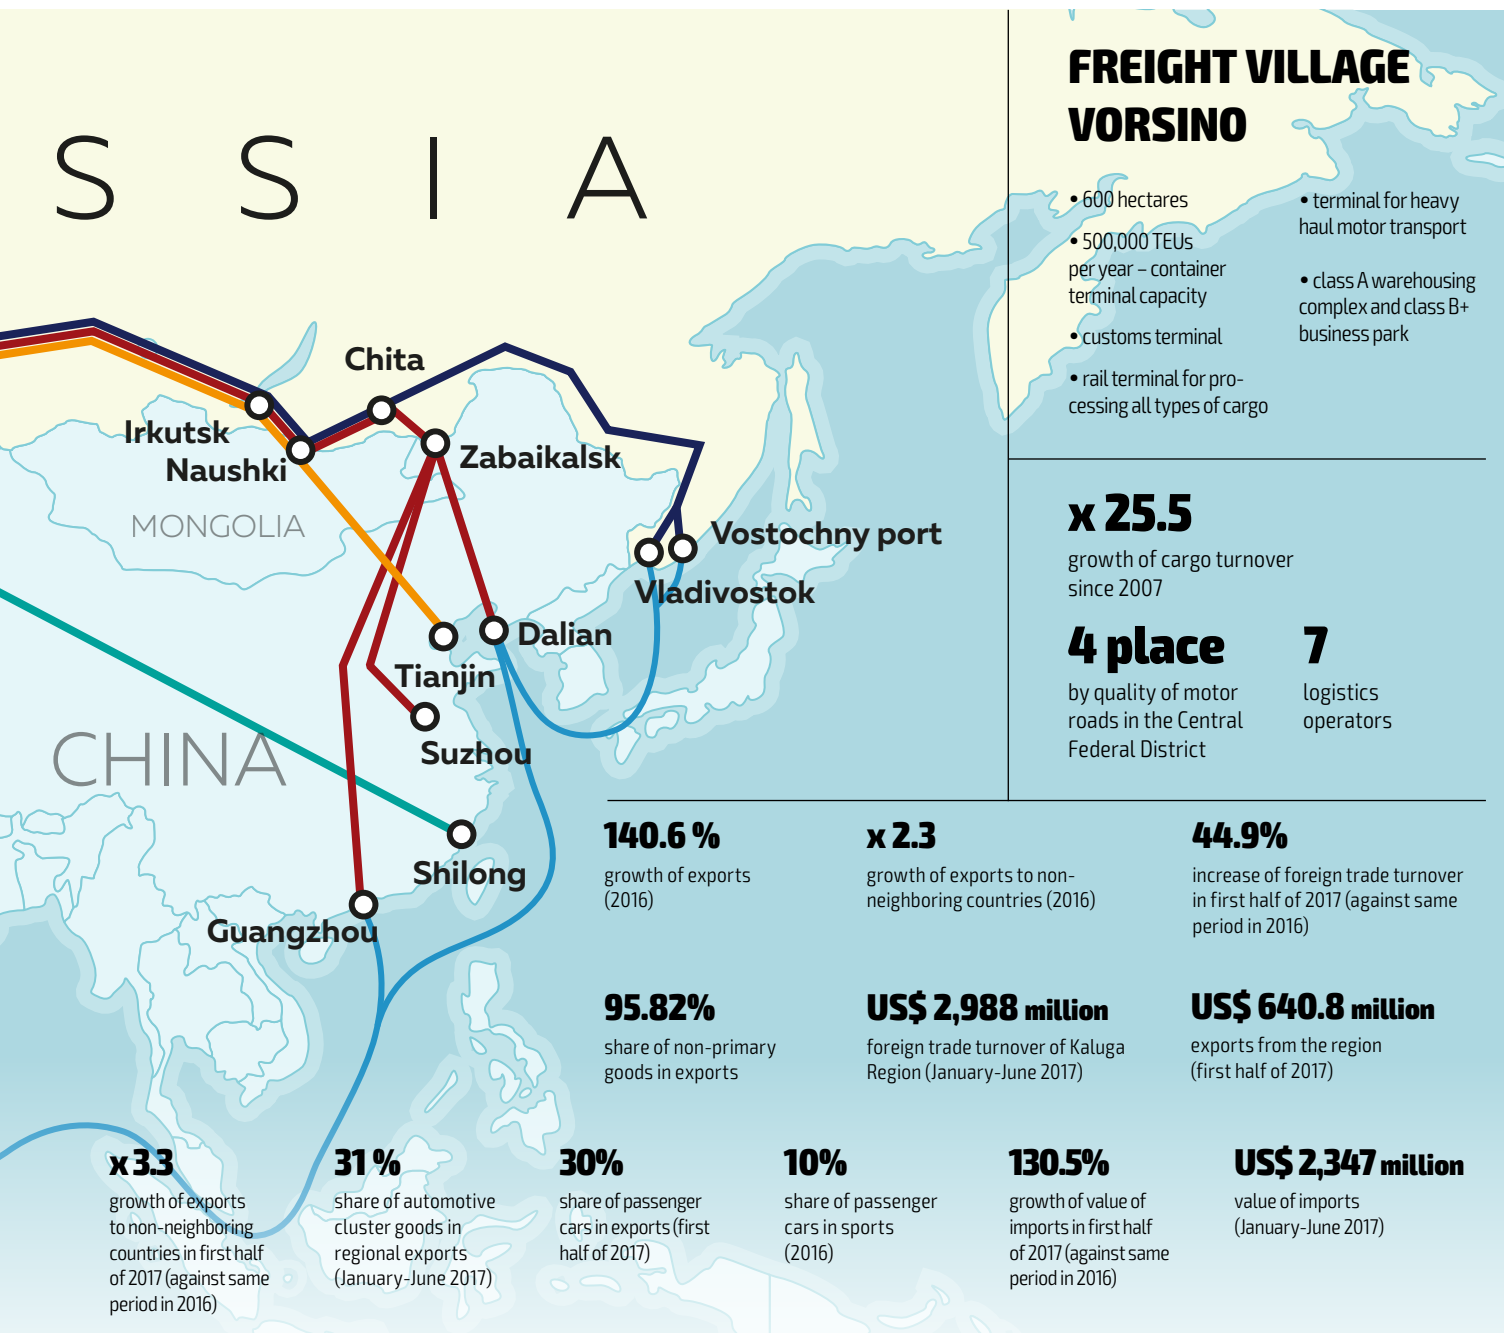 S S I A
Chita
Irkutsk
Naushki
Zabaikalsk
MONGOLIA
Vostochny port
Vladivostok
Dalian
Tianjin
Suzhou
CHINA
Shilong
Guangzhou
FREIGHT VILLAGE
VORSINO
• 600 hectares
• 500,000 TEUs
per year – container
terminal capacity
• customs terminal
• rail terminal for pro-
cessing all types of cargo
• terminal for heavy
haul motor transport
• class A warehousing
complex and class B+
business park
x 25.5
growth of cargo turnover
since 2007
4 place
by quality of motor
roads in the Central
Federal District
7
logistics
operators
140.6 %
growth of exports
(2016)
x 2.3
growth of exports to non-
neighboring countries (2016)
44.9%
increase of foreign trade turnover
in first half of 2017 (against same
period in 2016)
95.82%
share of non-primary
goods in exports
US$ 2,988 million
foreign trade turnover of Kaluga
Region (January-June 2017)
US$ 640.8 million
exports from the region
(first half of 2017)
x 3.3
growth of exports
to non-neighboring
countries in first half
of 2017 (against same
period in 2016)
31 %
share of automotive
cluster goods in
regional exports
(January-June 2017)
30%
share of passenger
cars in exports (first
half of 2017)
10%
share of passenger
cars in sports
(2016)
130.5%
growth of value of
imports in first half
of 2017 (against same
period in 2016)
US$ 2,347 million
value of imports
(January-June 2017)